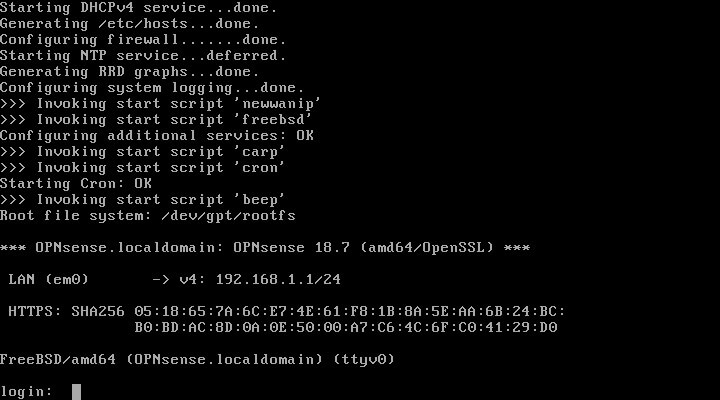 Starting DHCPv4 service...done.
Generating /etc/hosts...done.
Configuring firewall.......done.
Starting NTP service...deferred.
Generating RRD graphs...done.
Configuring system logging...done.
>>> Invoking start script 'newwanip'
>>> Invoking start script 'freebsd'
Configuring additional services: OK
>>> Invoking start script 'carp'
>>> Invoking start script 'cron'
Starting Cron: OK
>>> Invoking start script 'beep'
Root file system: /dev/gpt/rootfs
*** OPNsense.localdomain: OPNsense 18.7 (amd64/OpenSSL) ***
LAN (em0)       -> v4: 192.168.1.1/24
HTTPS: SHA256 05:18:65:7A:6C:E7:4E:61:F8:1B:8A:5E:AA:6B:24:BC:
B0:BD:AC:8D:0A:0E:50:00:A7:C6:4C:6F:C0:41:29:D0
FreeBSD/amd64 (OPNsense.localdomain) (ttyv0)
login: